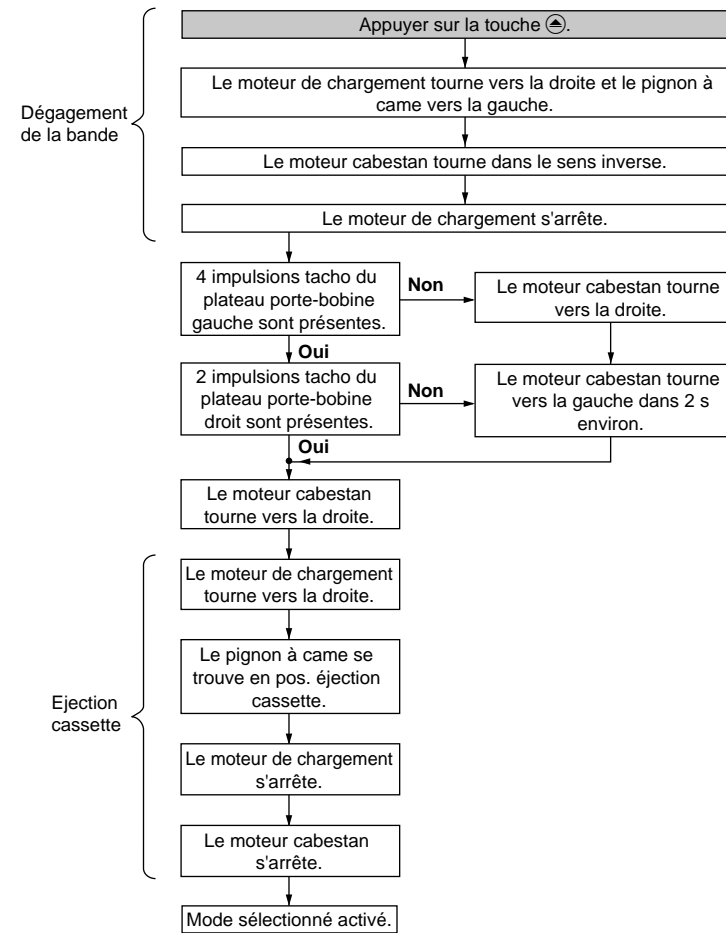 Appuyer sur la touche ⏏.
Le moteur de chargement tourne vers la droite et le pignon à
came vers la gauche.
Dégagement
de la bande
Le moteur cabestan tourne dans le sens inverse.
Le moteur de chargement s'arrête.
4 impulsions tacho du
plateau porte-bobine
gauche sont présentes.
Non
Le moteur cabestan tourne
vers la droite.
Oui
2 impulsions tacho du
plateau porte-bobine
droit sont présentes.
Non
Le moteur cabestan tourne
vers la gauche dans 2 s
environ.
Oui
Le moteur cabestan
tourne vers la droite.
Le moteur de chargement
tourne vers la droite.
Le pignon à came se
trouve en pos. éjection
cassette.
Ejection
cassette
Le moteur de chargement
s'arrête.
Le moteur cabestan
s'arrête.
Mode sélectionné activé.